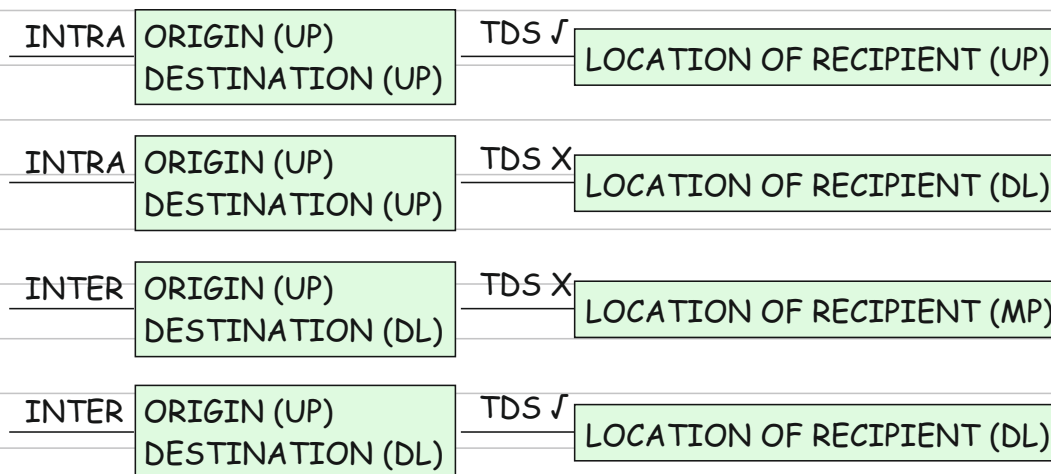 INTRA ORIGIN (UP) TDS √
DESTINATION (UP) LOCATION OF RECIPIENT (UP)
INTRA ORIGIN (UP) TDS X
DESTINATION (UP) LOCATION OF RECIPIENT (DL)
INTER ORIGIN (UP) TDS X
DESTINATION (DL) LOCATION OF RECIPIENT (MP)
INTER ORIGIN (UP) TDS √
DESTINATION (DL) LOCATION OF RECIPIENT (DL)